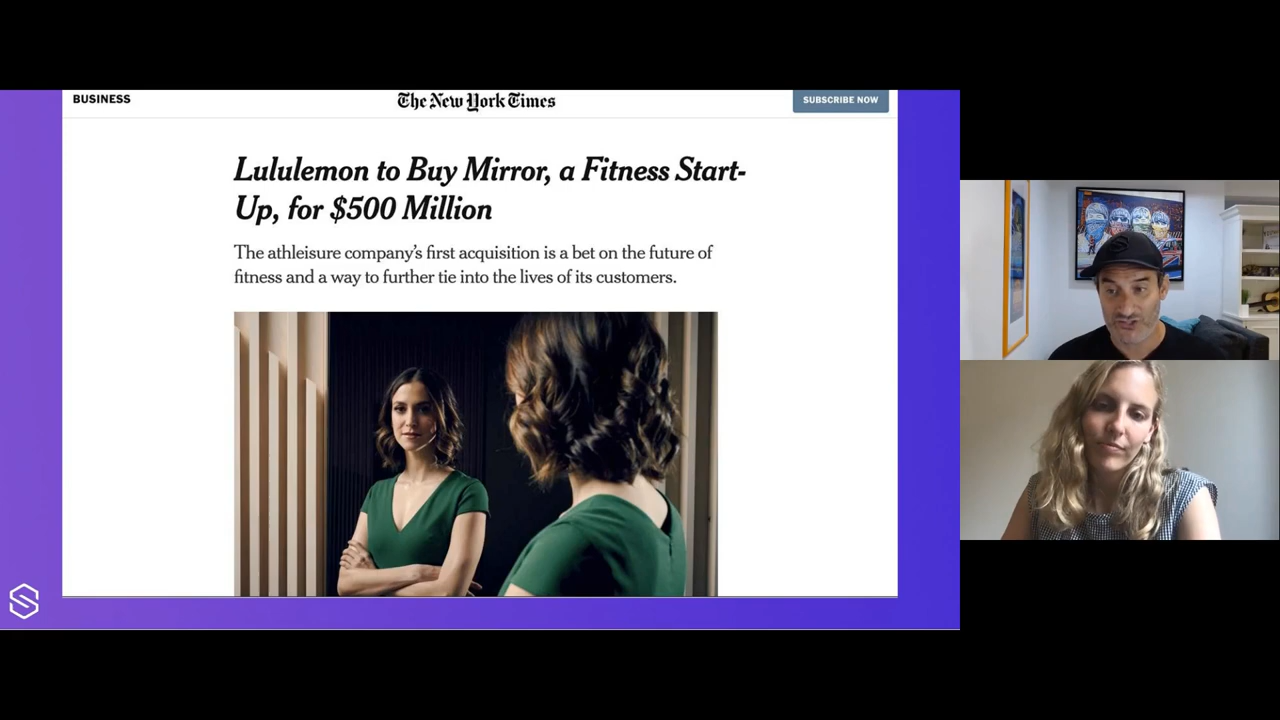 BUSINESS
The New York Times
SUBSCRIBE NOW
Lululemon to Buy Mirror, a Fitness Start-
Up, for $500 Million
The athleisure company’s first acquisition is a bet on the future of
fitness and a way to further tie into the lives of its customers.